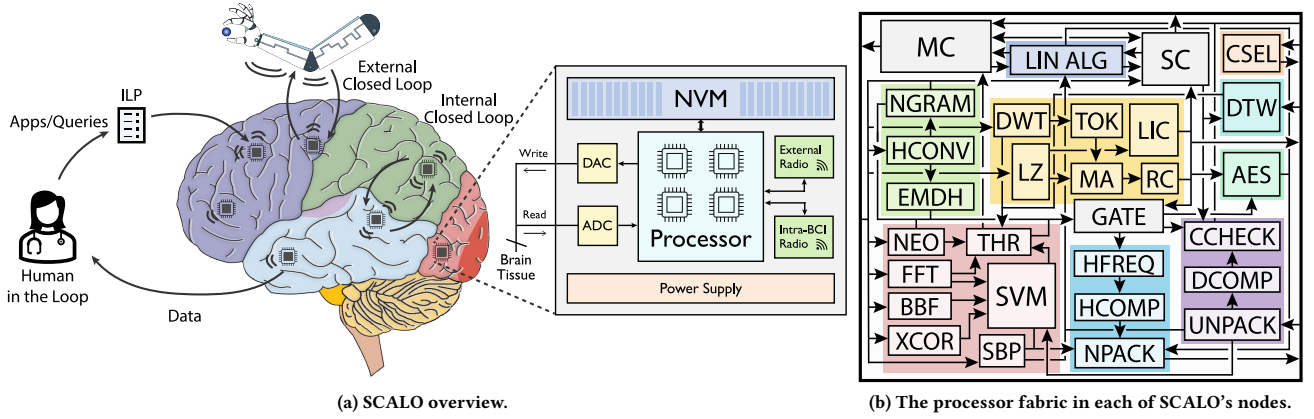 External
Closed Loop
ILP
Apps/Queries
Internal
Closed Loop
Human
in the Loop
Data
NVM
Write
Read
Brain
Tissue
DAC
ADC
Processor
External
Radio
Intra-BCI
Radio
Power Supply
(a) SCALO overview.
MC
LIN ALG
SC
CSEL
NGRAM
DWT
TOK
LIC
DTW
HCONV
LZ
MA
RC
AES
EMDH
GATE
NEO
THR
CCHECK
FFT
SVM
HFREQ
DCOMP
BBF
HCOMP
UNPACK
XCOR
SBP
NPACK
(b) The processor fabric in each of SCALO's nodes.